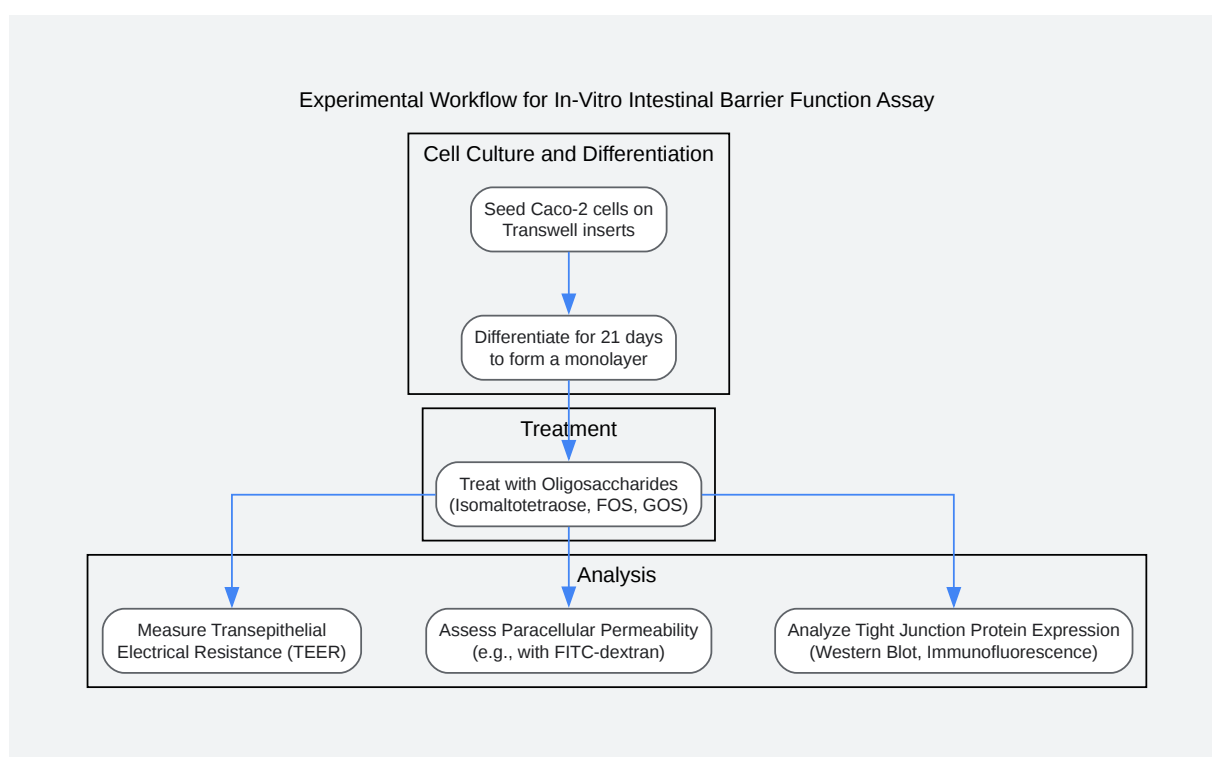 Experimental Workflow for In-Vitro Intestinal Barrier Function Assay
Cell Culture and Differentiation
Seed Caco-2 cells on
Transwell inserts
Differentiate for 21 days
to form a monolayer
Treatment
Treat with Oligosaccharides
(Isomaltotetraose, FOS, GOS)
Analysis
Measure Transepithelial
Electrical Resistance (TEER)
Assess Paracellular Permeability
(e.g., with FITC-dextran)
Analyze Tight Junction Protein Expression
(Western Blot, Immunofluorescence)